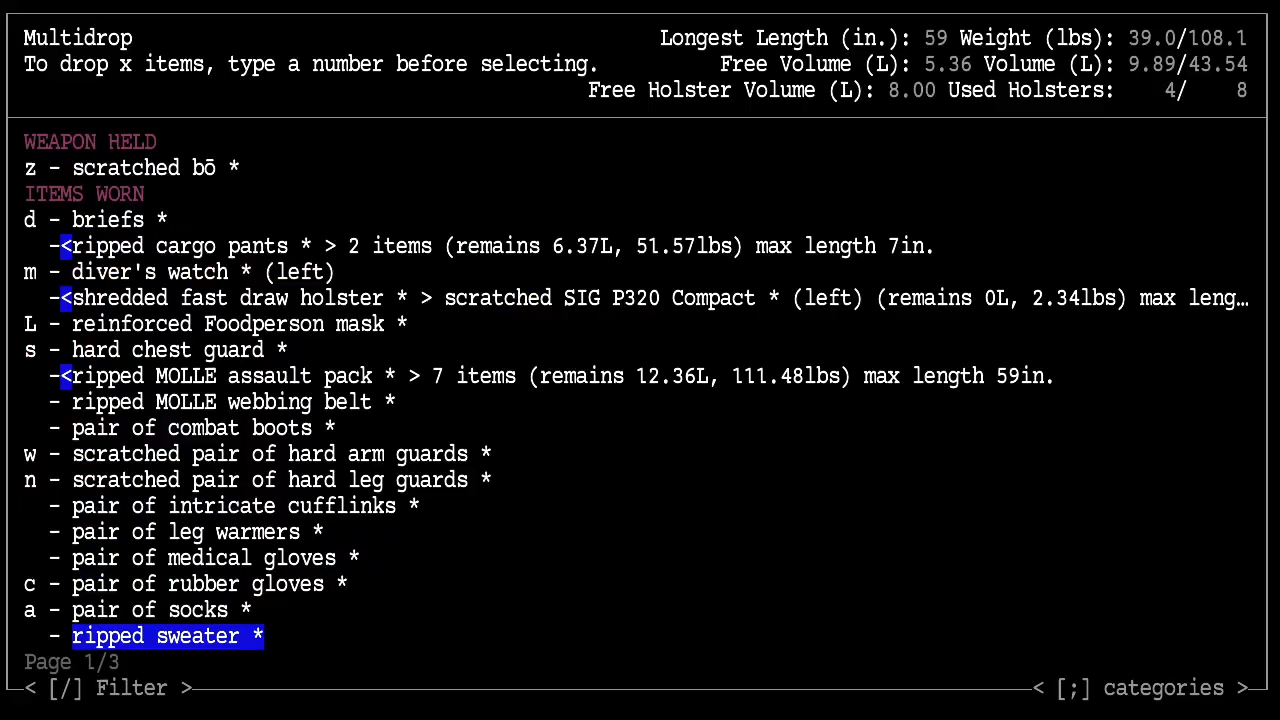 Multidrop Longest Length (in.): 59 Weight (lbs): 39.0/108.1
To drop x items, type a number before selecting. Free Volume (L): 5.36 Volume (L): 9.89/43.54
Free Holster Volume (L): 8.00 Used Holsters: 4/ 8
WEAPON HELD
z - scratched bō *
ITEMS WORN
d - briefs *
-<ripped cargo pants * > 2 items (remains 6.37L, 51.57lbs) max length 7in.
m - diver's watch * (left)
-<shredded fast draw holster * > scratched SIG P320 Compact * (left) (remains 0L, 2.34lbs) max leng…
L - reinforced Foodperson mask *
s - hard chest guard *
-<ripped MOLLE assault pack * > 7 items (remains 12.36L, 111.48lbs) max length 59in.
- ripped MOLLE webbing belt *
- pair of combat boots *
w - scratched pair of hard arm guards *
n - scratched pair of hard leg guards *
- pair of intricate cufflinks *
- pair of leg warmers *
- pair of medical gloves *
c - pair of rubber gloves *
a - pair of socks *
- ripped sweater *
Page 1/3
< [/] Filter > < [;] categories >